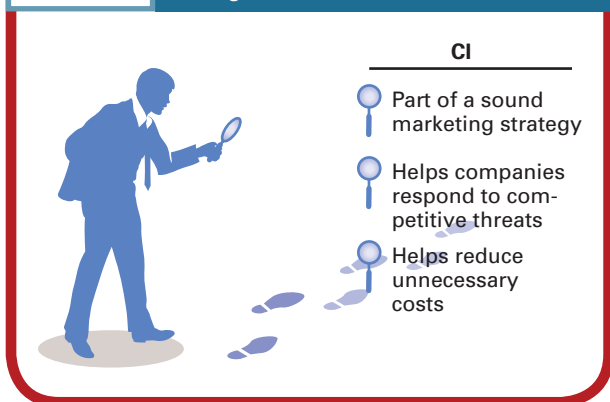 CI
Part of a sound
marketing strategy
Helps companies
respond to com-
petitive threats
Helps reduce
unnecessary
costs